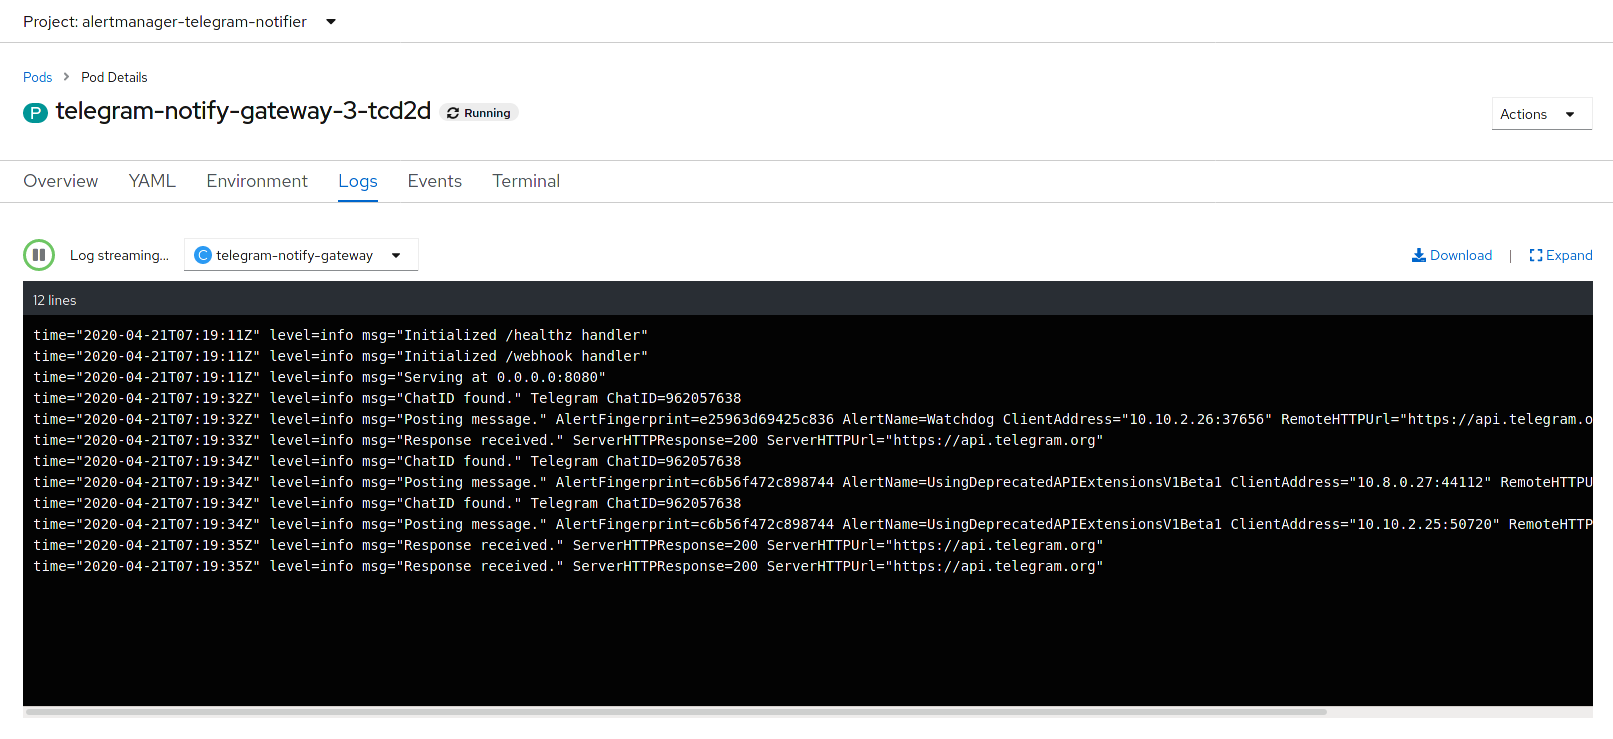 Project: alertmanager-telegram-notifier
Pods > Pod Details
P telegram-notify-gateway-3-tcd2d Running
Actions
Overview YAML Environment Logs Events Terminal
Log streaming... C telegram-notify-gateway Download | Expand
12 lines
time="2020-04-21T07:19:11Z" level=info msg="Initialized /healthz handler"
time="2020-04-21T07:19:11Z" level=info msg="Initialized /webhook handler"
time="2020-04-21T07:19:11Z" level=info msg="Serving at 0.0.0.0:8080"
time="2020-04-21T07:19:32Z" level=info msg="ChatID found." Telegram ChatID=962057638
time="2020-04-21T07:19:32Z" level=info msg="Posting message." AlertFingerprint=e25963d69425c836 AlertName=Watchdog ClientAddress="10.10.2.26:37656" RemoteHTTPUrl="https://api.telegram.o
time="2020-04-21T07:19:33Z" level=info msg="Response received." ServerHTTPResponse=200 ServerHTTPUrl="https://api.telegram.org"
time="2020-04-21T07:19:34Z" level=info msg="ChatID found." Telegram ChatID=962057638
time="2020-04-21T07:19:34Z" level=info msg="Posting message." AlertFingerprint=c6b56f472c898744 AlertName=UsingDeprecatedAPIExtensionsV1Beta1 ClientAddress="10.8.0.27:44112" RemoteHTTPU
time="2020-04-21T07:19:34Z" level=info msg="ChatID found." Telegram ChatID=962057638
time="2020-04-21T07:19:34Z" level=info msg="Posting message." AlertFingerprint=c6b56f472c898744 AlertName=UsingDeprecatedAPIExtensionsV1Beta1 ClientAddress="10.10.2.25:50720" RemoteHTTP
time="2020-04-21T07:19:35Z" level=info msg="Response received." ServerHTTPResponse=200 ServerHTTPUrl="https://api.telegram.org"
time="2020-04-21T07:19:35Z" level=info msg="Response received." ServerHTTPResponse=200 ServerHTTPUrl="https://api.telegram.org"